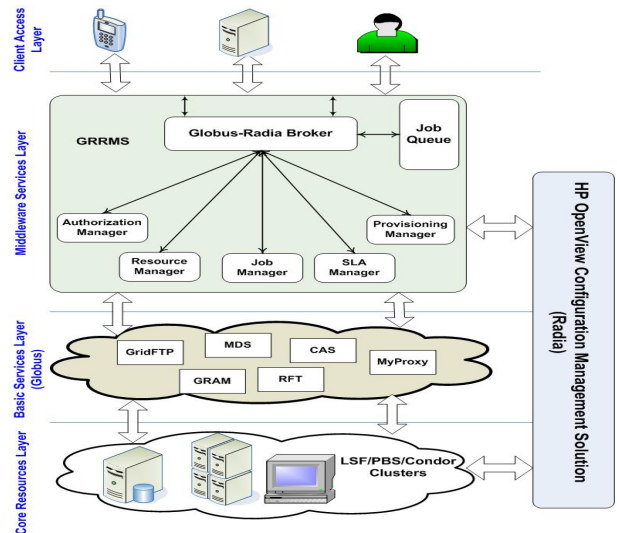 Client Access
Layer
Middleware Services Layer
GRRMS
Globus-Radia Broker
Job
Queue
Authorization
Manager
Resource
Manager
Job
Manager
SLA
Manager
Provisioning
Manager
HP OpenView Configuration Management Solution
(Radia)
Basic Services Layer
(Globus)
GridFTP
MDS
CAS
MyProxy
GRAM
RFT
Core Resources Layer
LSF/PBS/Condor
Clusters